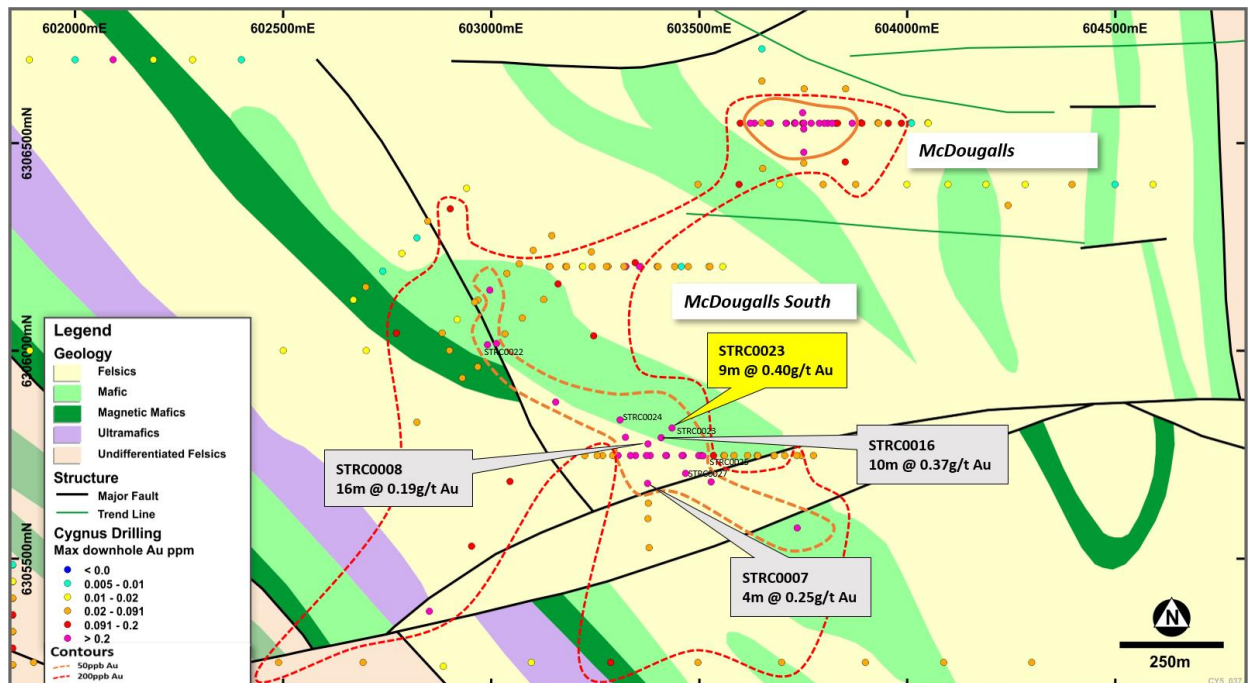 602000mE
602500mE
603000mE
603500mE
604000mE
604500mE
6306500mN
McDougalls
McDougalls South
6306000mN
STRC0022
STRC0023
9m @ 0.40g/t Au
STRC0024
STRC0023
STRC0016
10m @ 0.37g/t Au
STRC0008
16m @ 0.19g/t Au
STRC0025
STRC0027
STRC0007
4m @ 0.25g/t Au
6305500mN
Legend
Geology
Felsics
Mafic
Magnetic Mafics
Ultramafics
Undifferentiated Felsics
Structure
Major Fault
Trend Line
Cygnus Drilling
Max downhole Au ppm
< 0.0
0.005 - 0.01
0.01 - 0.02
0.02 - 0.091
0.091 - 0.2
> 0.2
Contours
50ppb Au
200ppb Au
N
250m
CY5_037